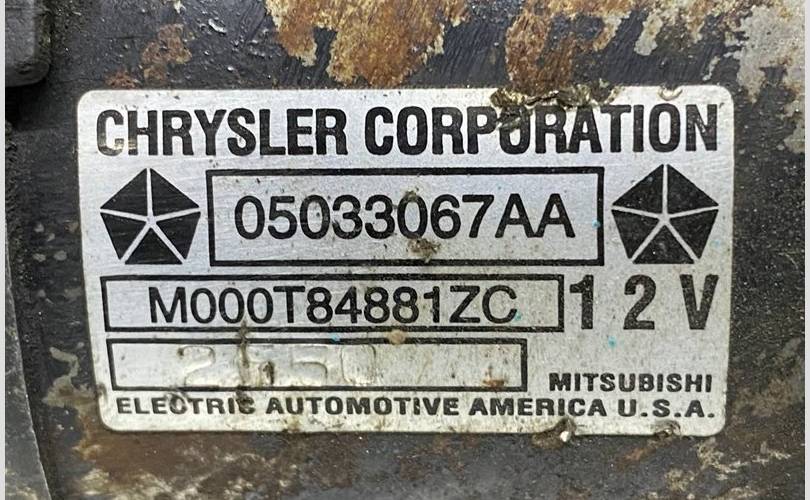 CHRYSLER CORPORATION
05033067AA
M000T84881ZC 12V
MITSUBISHI
ELECTRIC AUTOMOTIVE AMERICA U.S.A.